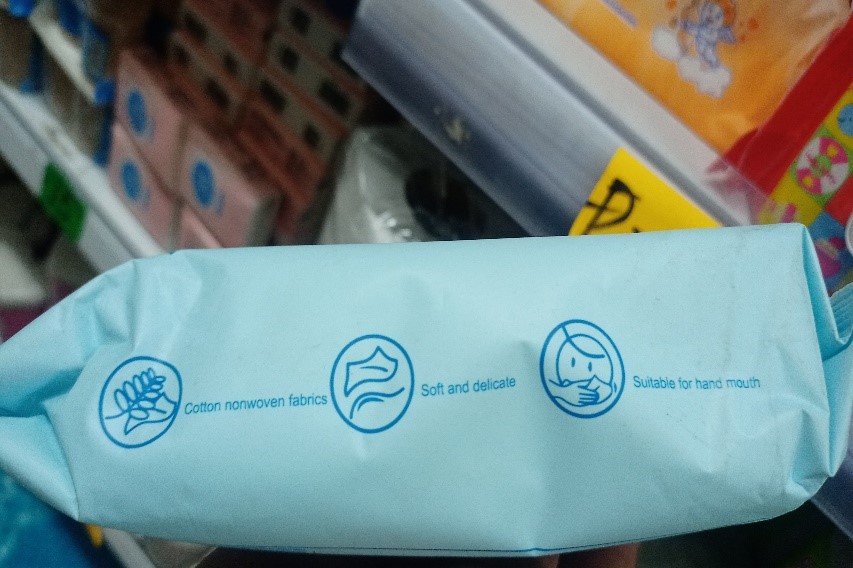 Cotton nonwoven fabrics
Soft and delicate
Suitable for hand mouth